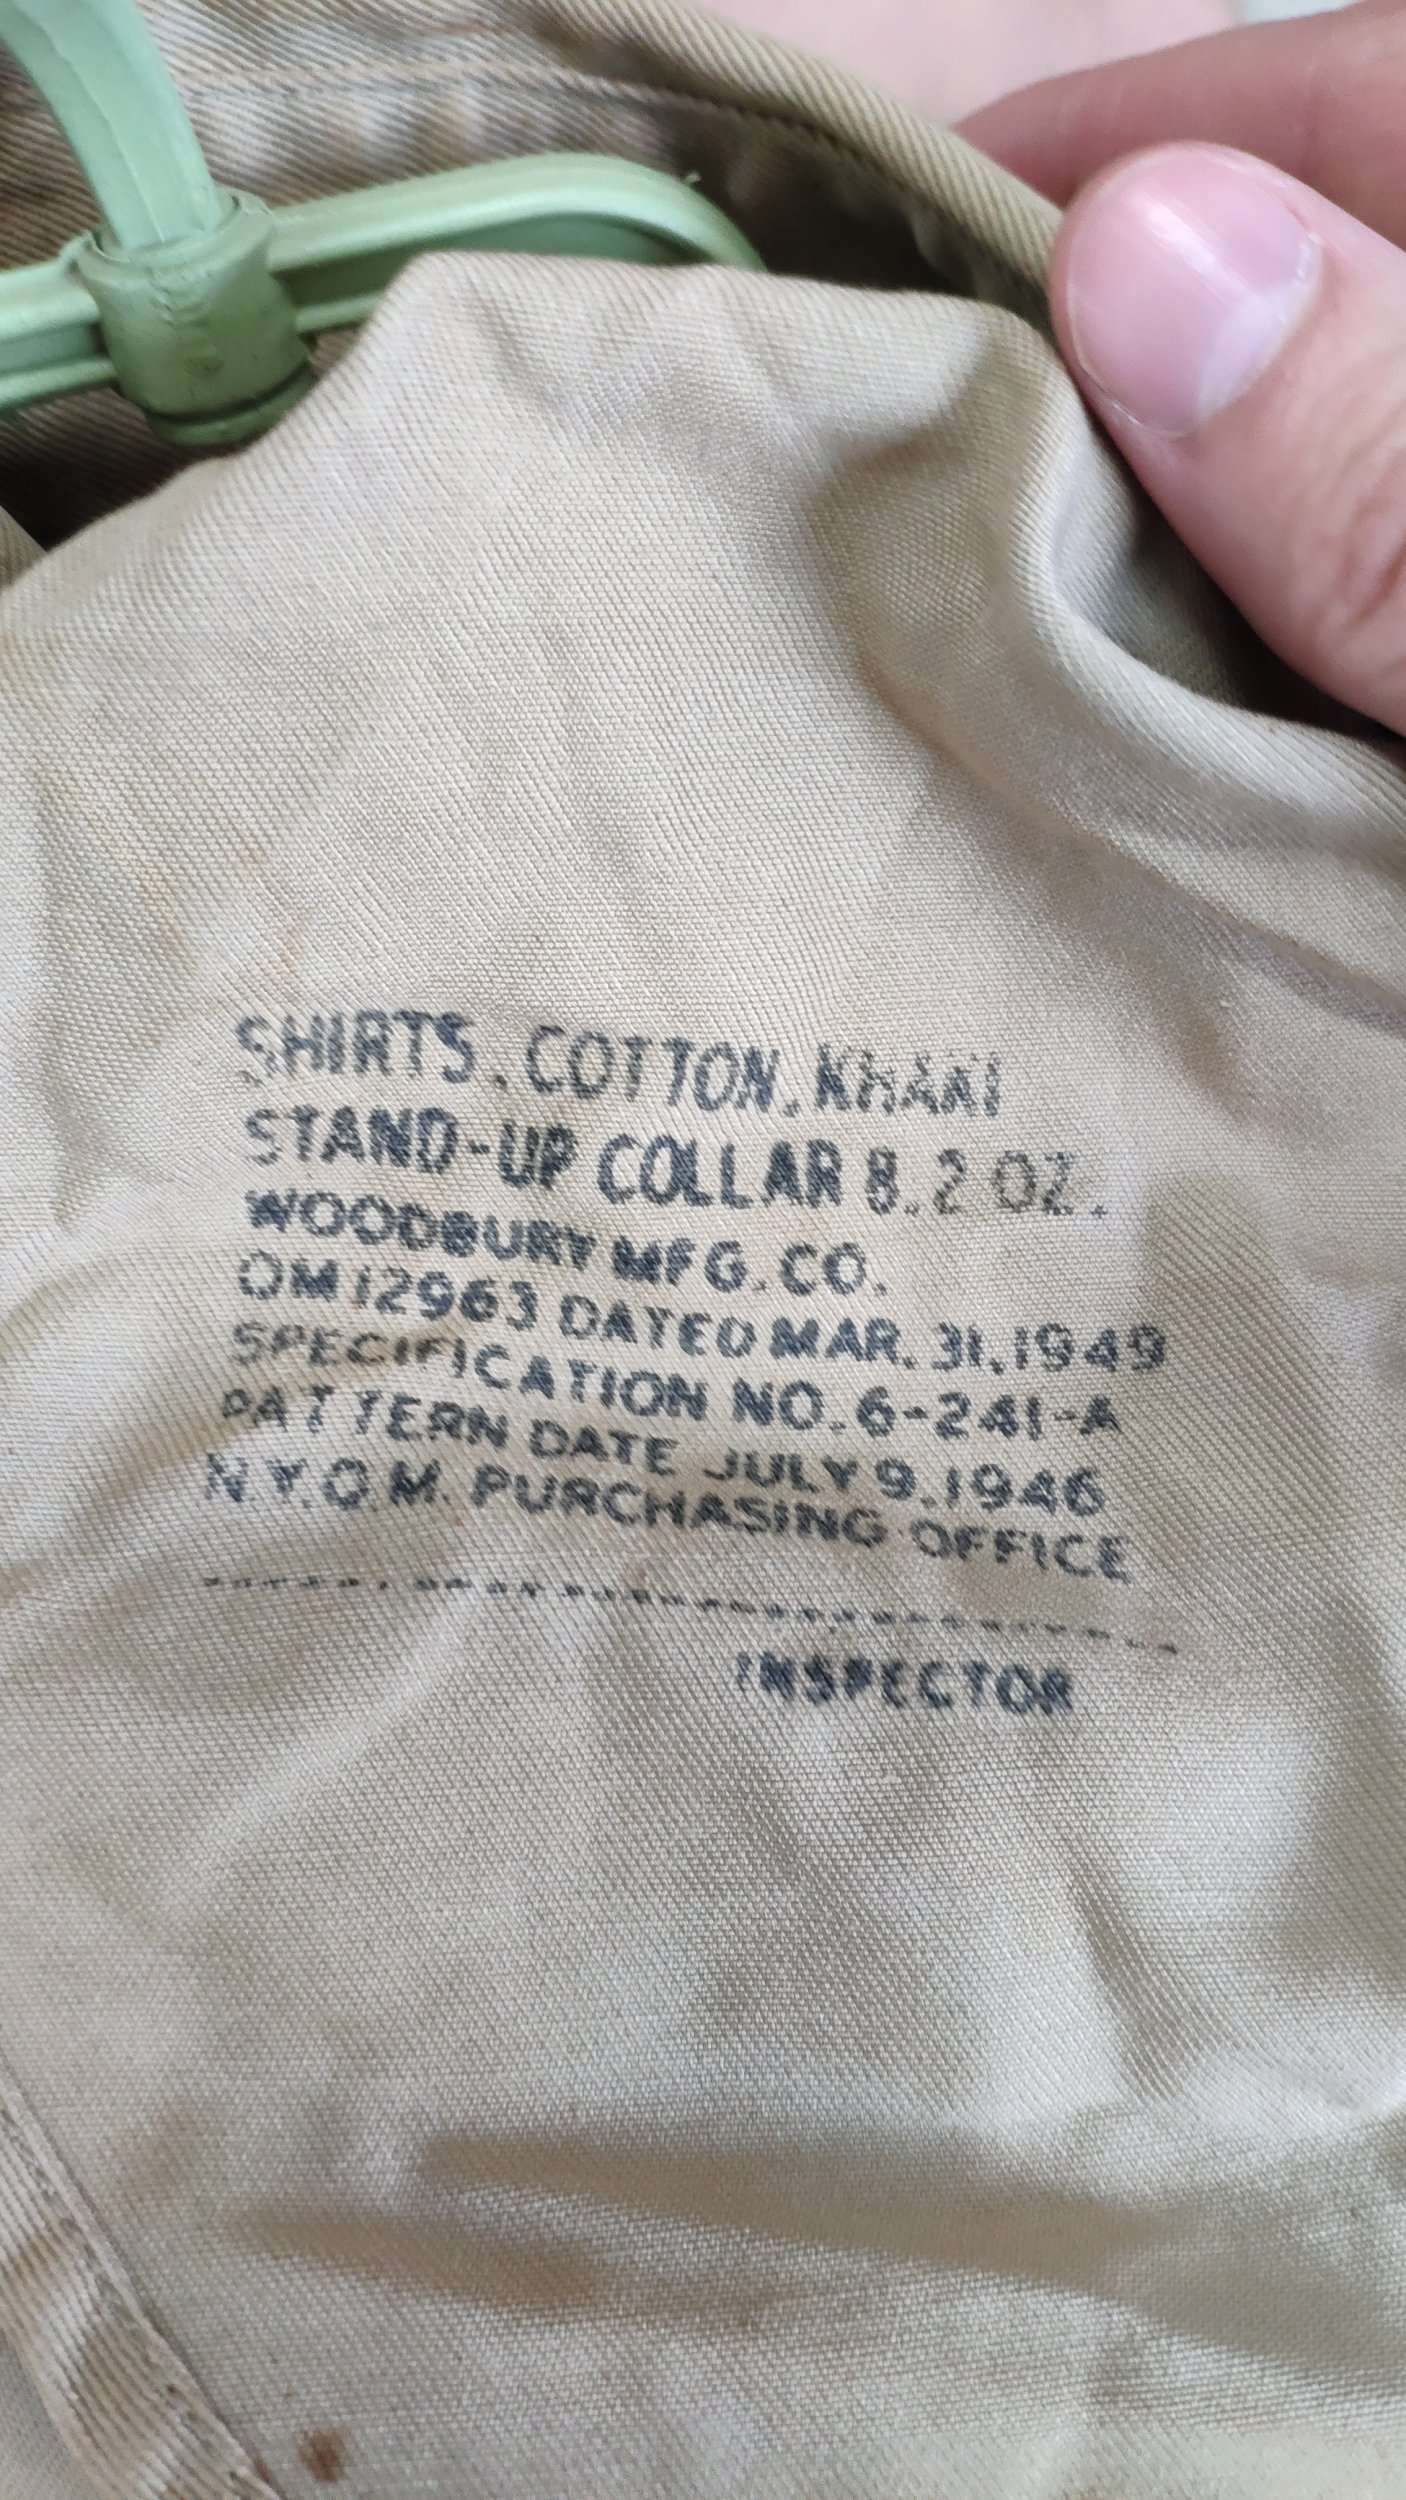 SHIRTS, COTTON, KHAKI
STAND-UP COLLAR 8.2 OZ.
WOODBURY MFG. CO.
OM 12963 DATED MAR. 31, 1949
SPECIFICATION NO. 6-241-A
PATTERN DATE JULY 9, 1946
N.Y.Q.M. PURCHASING OFFICE
INSPECTOR